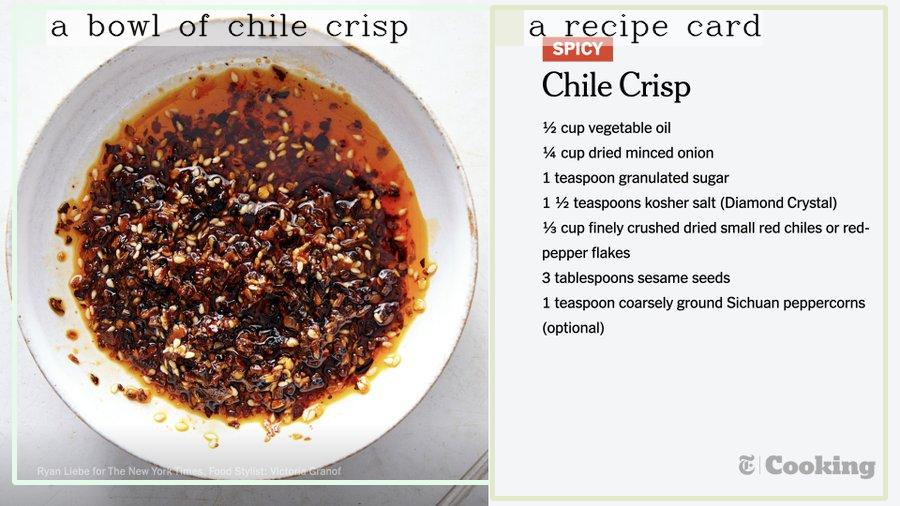 a bowl of chile crisp
a recipe card
SPICY
Chile Crisp
½ cup vegetable oil
¼ cup dried minced onion
1 teaspoon granulated sugar
1 ½ teaspoons kosher salt (Diamond Crystal)
⅓ cup finely crushed dried small red chiles or red-
pepper flakes
3 tablespoons sesame seeds
1 teaspoon coarsely ground Sichuan peppercorns
(optional)
Ryan Liebe for The New York Times. Food Stylist: Victoria Granof
T Cooking